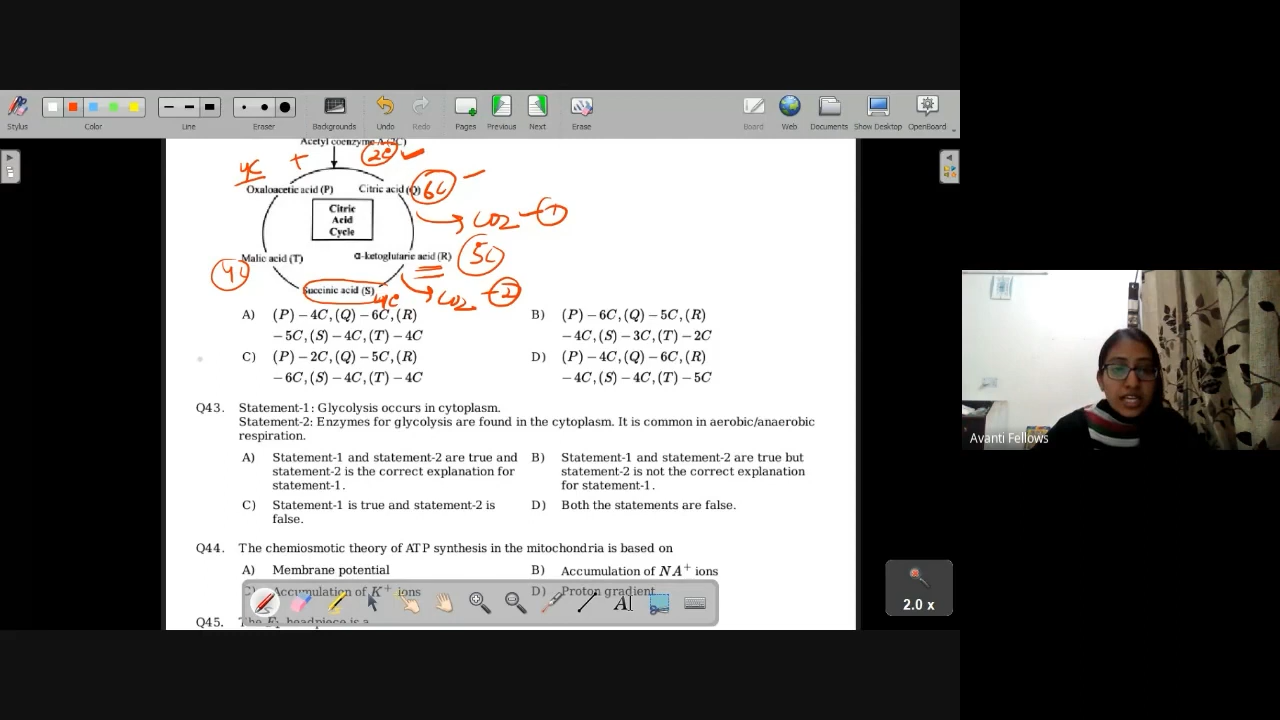 Stylus
Color
Line
Eraser
Backgrounds
Undo
Redo
Pages
Previous
Next
Erase
Board
Web
Documents
Show Desktop
OpenBoard
Acetyl coenzyme A (2C)
4C + 2C
Oxaloacetic acid (P)
Citric acid (Q) 6C
Citric
Acid
Cycle
CO2 - 1
Malic acid (T)
α-ketoglutaric acid (R) 5C
4C
Succinic acid (S) 4C
CO2 - 2
A) (P) − 4C, (Q) − 6C, (R)
− 5C, (S) − 4C, (T) − 4C
B) (P) − 6C, (Q) − 5C, (R)
− 4C, (S) − 3C, (T) − 2C
C) (P) − 2C, (Q) − 5C, (R)
− 6C, (S) − 4C, (T) − 4C
D) (P) − 4C, (Q) − 6C, (R)
− 4C, (S) − 4C, (T) − 5C
Q43. Statement-1: Glycolysis occurs in cytoplasm.
Statement-2: Enzymes for glycolysis are found in the cytoplasm. It is common in aerobic/anaerobic
respiration.
A) Statement-1 and statement-2 are true and
statement-2 is the correct explanation for
statement-1.
B) Statement-1 and statement-2 are true but
statement-2 is not the correct explanation
for statement-1.
C) Statement-1 is true and statement-2 is
false.
D) Both the statements are false.
Q44. The chemiosmotic theory of ATP synthesis in the mitochondria is based on
A) Membrane potential
B) Accumulation of NA+ ions
C) Accumulation of K+ ions
D) Proton gradient
Q45. The F1 headpiece is a
2.0 x
Avanti Fellows